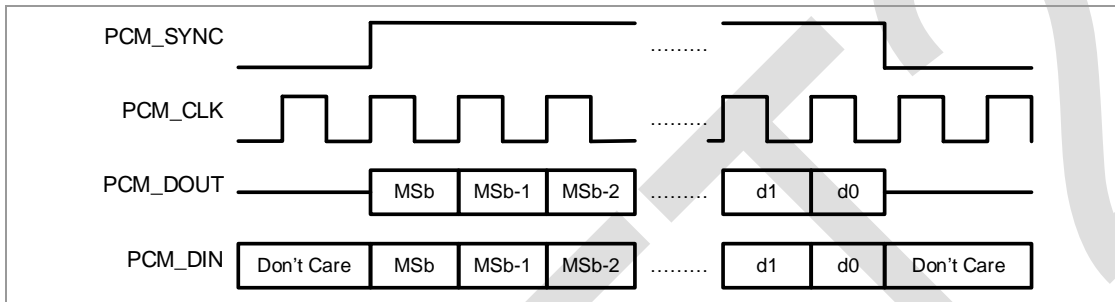 PCM_SYNC .........
PCM_CLK .........
PCM_DOUT MSb MSb-1 MSb-2 ......... d1 d0
PCM_DIN Don't Care MSb MSb-1 MSb-2 ......... d1 d0 Don't Care